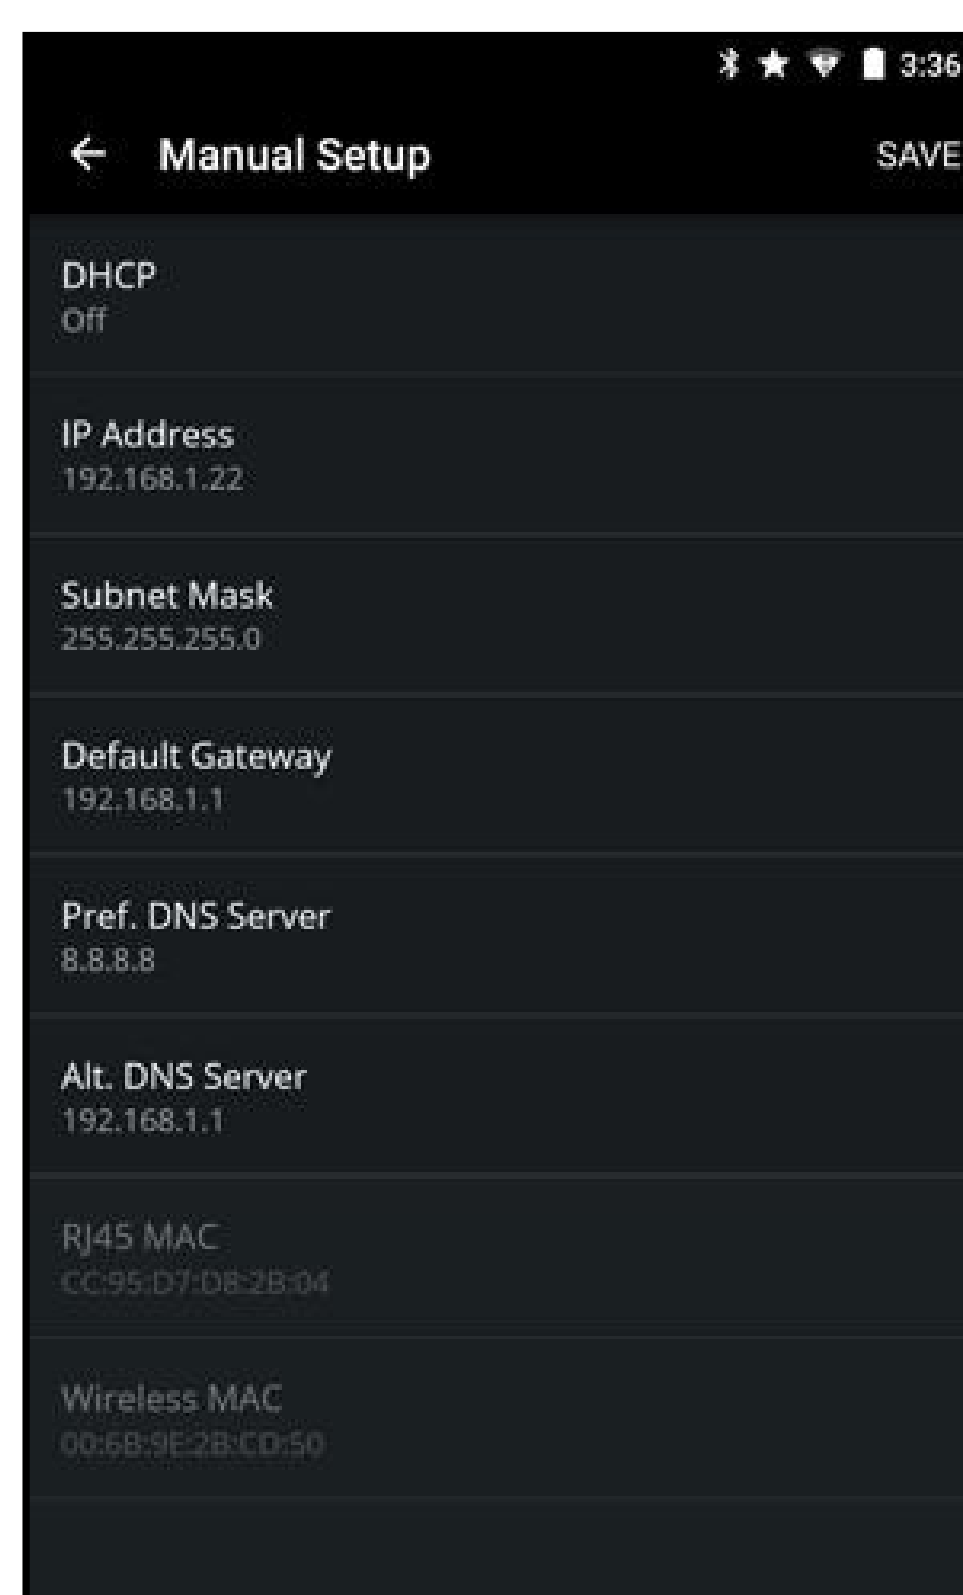 3:36
Manual Setup
SAVE
DHCP
Off
IP Address
192.168.1.22
Subnet Mask
255.255.255.0
Default Gateway
192.168.1.1
Pref. DNS Server
8.8.8.8
Alt. DNS Server
192.168.1.1
RJ45 MAC
CC:95:D7:D8:2B:04
Wireless MAC
00:6B:9E:2B:CD:50